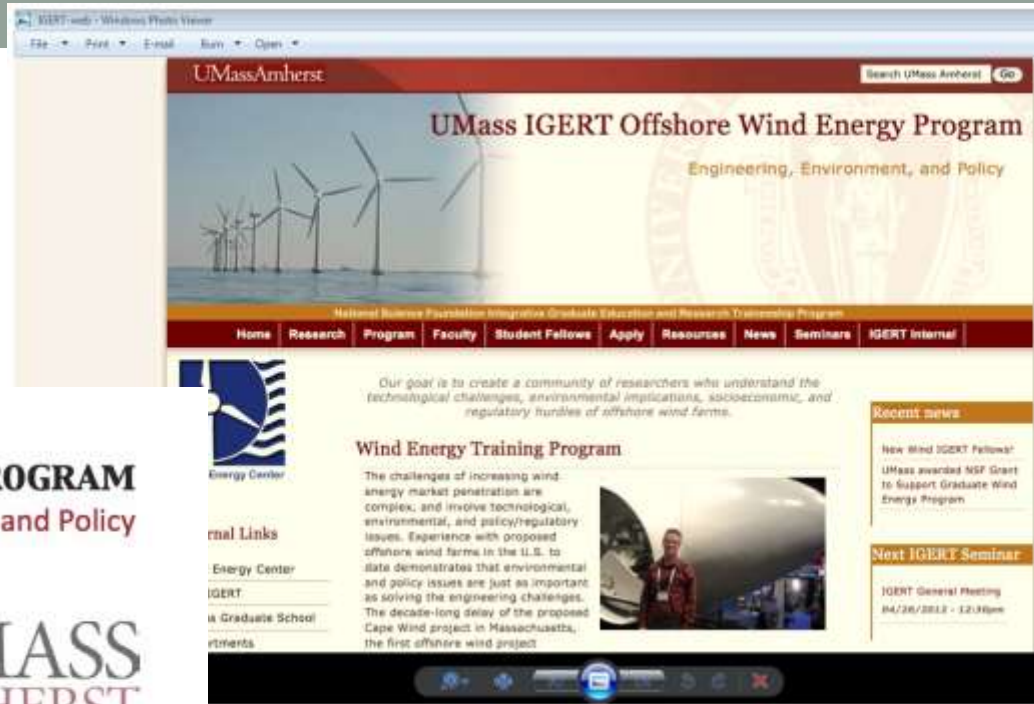 IGERT-web - Windows Photo Viewer
File Print E-mail Burn Open
UMassAmherst
Search UMass Amherst Go
UMass IGERT Offshore Wind Energy Program
Engineering, Environment, and Policy
National Science Foundation Integrative Graduate Education and Research Traineeship Program
Home Research Program Faculty Student Fellows Apply Resources News Seminars IGERT Internal
Our goal is to create a community of researchers who understand the
technological challenges, environmental implications, socioeconomic, and
regulatory hurdles of offshore wind farms.
Energy Center
Wind Energy Training Program
The challenges of increasing wind
energy market penetration are
complex, and involve technological,
environmental, and policy/regulatory
issues. Experience with proposed
offshore wind farms in the U.S. to
date demonstrates that environmental
and policy issues are just as important
as solving the engineering challenges.
The decade-long delay of the proposed
Cape Wind project in Massachusetts,
the first offshore wind project
Recent news
New Wind IGERT Fellows!
UMass awarded NSF Grant
to Support Graduate Wind
Energy Program
Next IGERT Seminar
IGERT General Meeting
04/26/2012 - 12:30pm
rnal Links
Energy Center
IGERT
s Graduate School
rtments
ROGRAM
and Policy
MASS
HERST